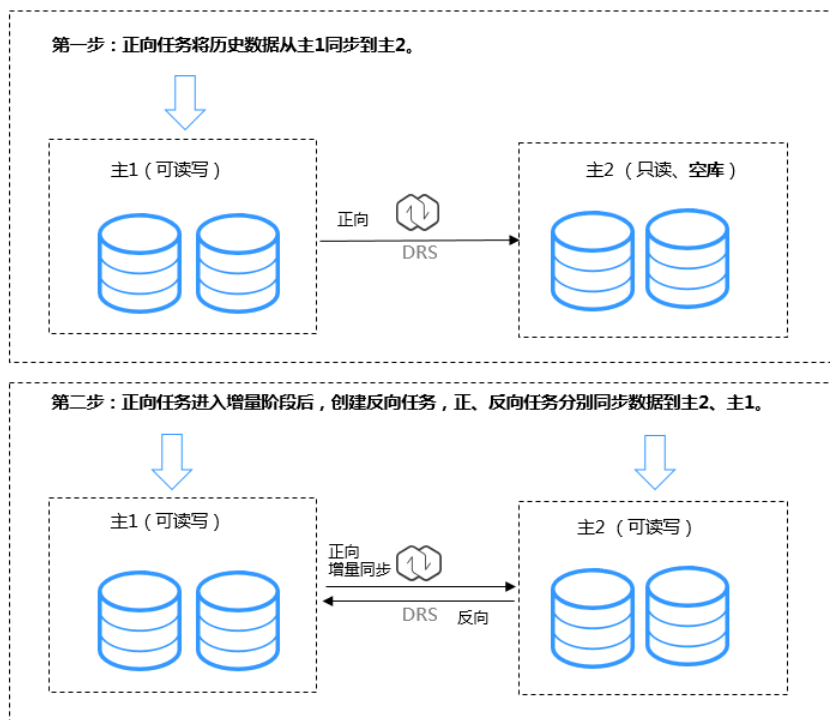 第一步：正向任务将历史数据从主1同步到主2。
主1（可读写）
主2 （只读、空库）
正向
DRS
第二步：正向任务进入增量阶段后，创建反向任务，正、反向任务分别同步数据到主2、主1。
主1（可读写）
主2 （可读写）
正向
增量同步
DRS
反向